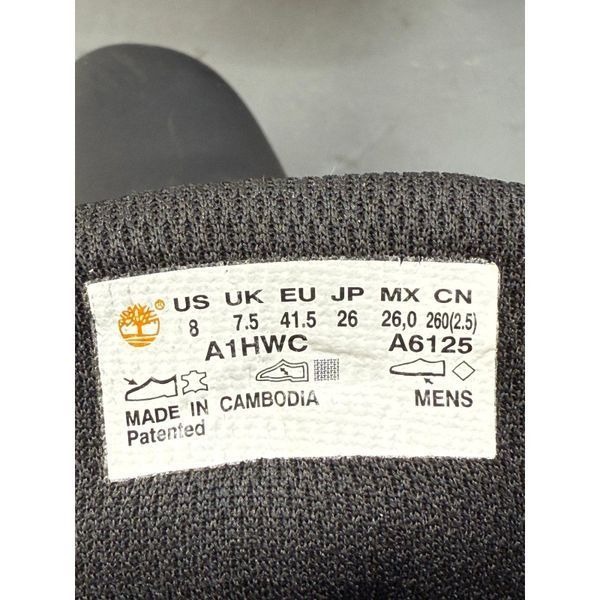 ® US UK EU JP MX CN
8 7.5 41.5 26 26,0 260(2.5)
A1HWC A6125
MADE IN CAMBODIA MENS
Patented